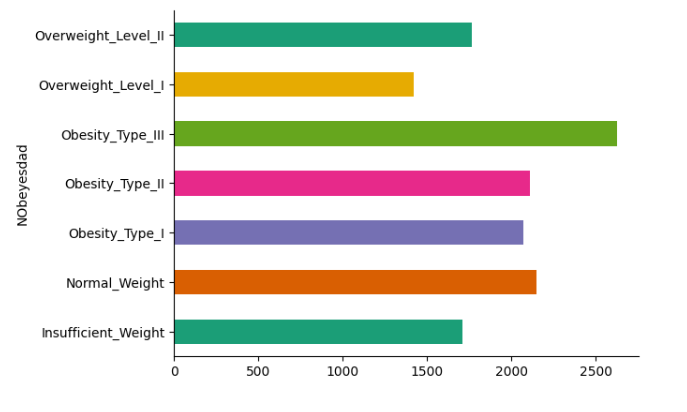 Overweight_Level_II
Overweight_Level_I
Obesity_Type_III
Obesity_Type_II
Obesity_Type_I
Normal_Weight
Insufficient_Weight
NObeyesdad
0 500 1000 1500 2000 2500